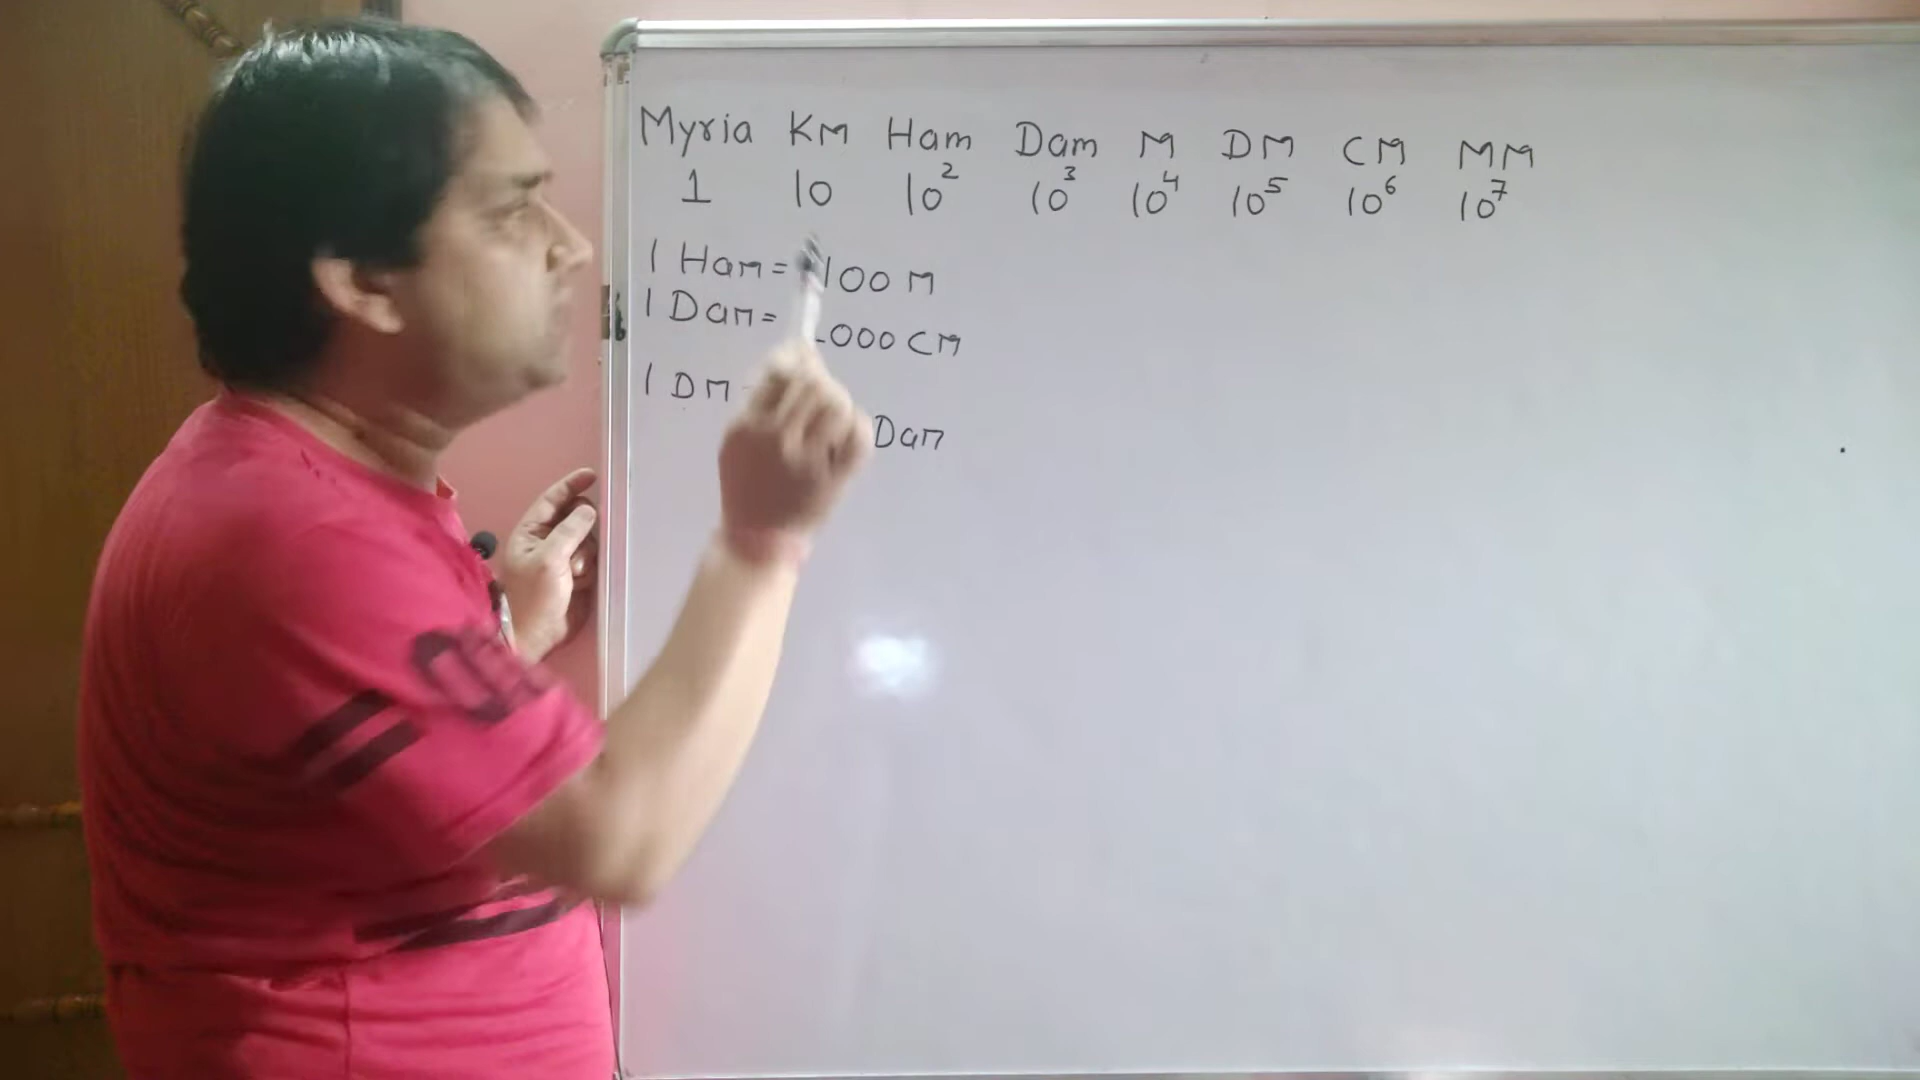 Myria KM Ham Dam M DM CM MM
1 10 10² 10³ 10⁴ 10⁵ 10⁶ 10⁷
1 Ham = 100 M
1 Dam = 1000 CM
1 DM
Dam